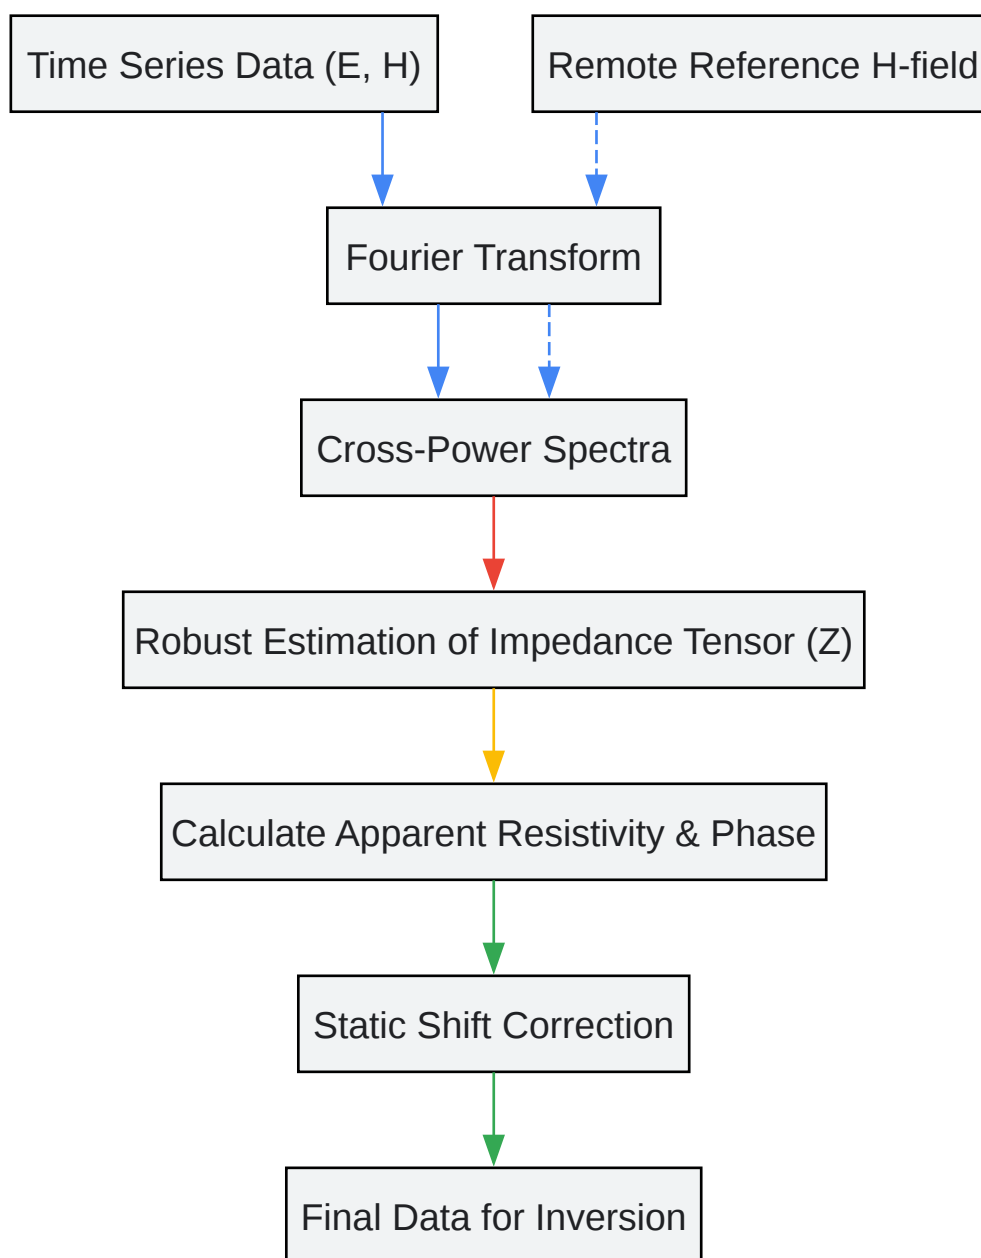 Time Series Data (E, H)
Remote Reference H-field
Fourier Transform
Cross-Power Spectra
Robust Estimation of Impedance Tensor (Z)
Calculate Apparent Resistivity & Phase
Static Shift Correction
Final Data for Inversion